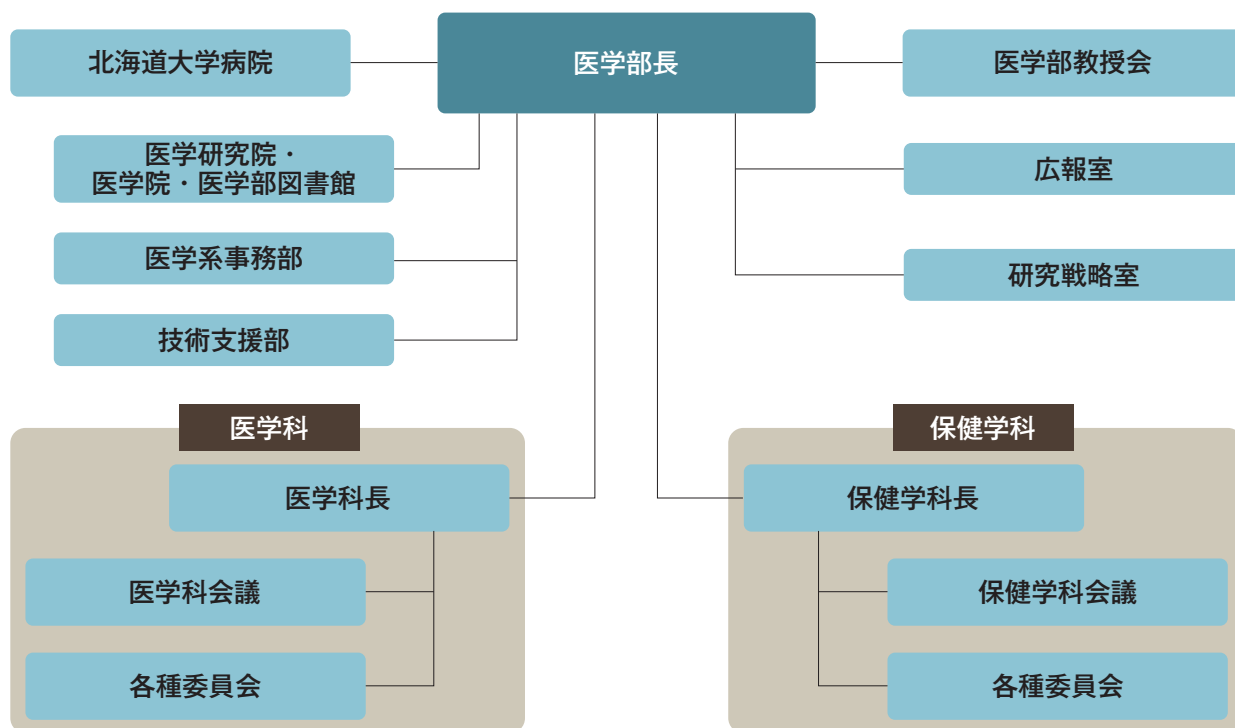 北海道大学病院
医学部長
医学部教授会
医学研究院・
医学院・医学部図書館
広報室
医学系事務部
研究戦略室
技術支援部
医学科
保健学科
医学科長
保健学科長
医学科会議
保健学科会議
各種委員会
各種委員会